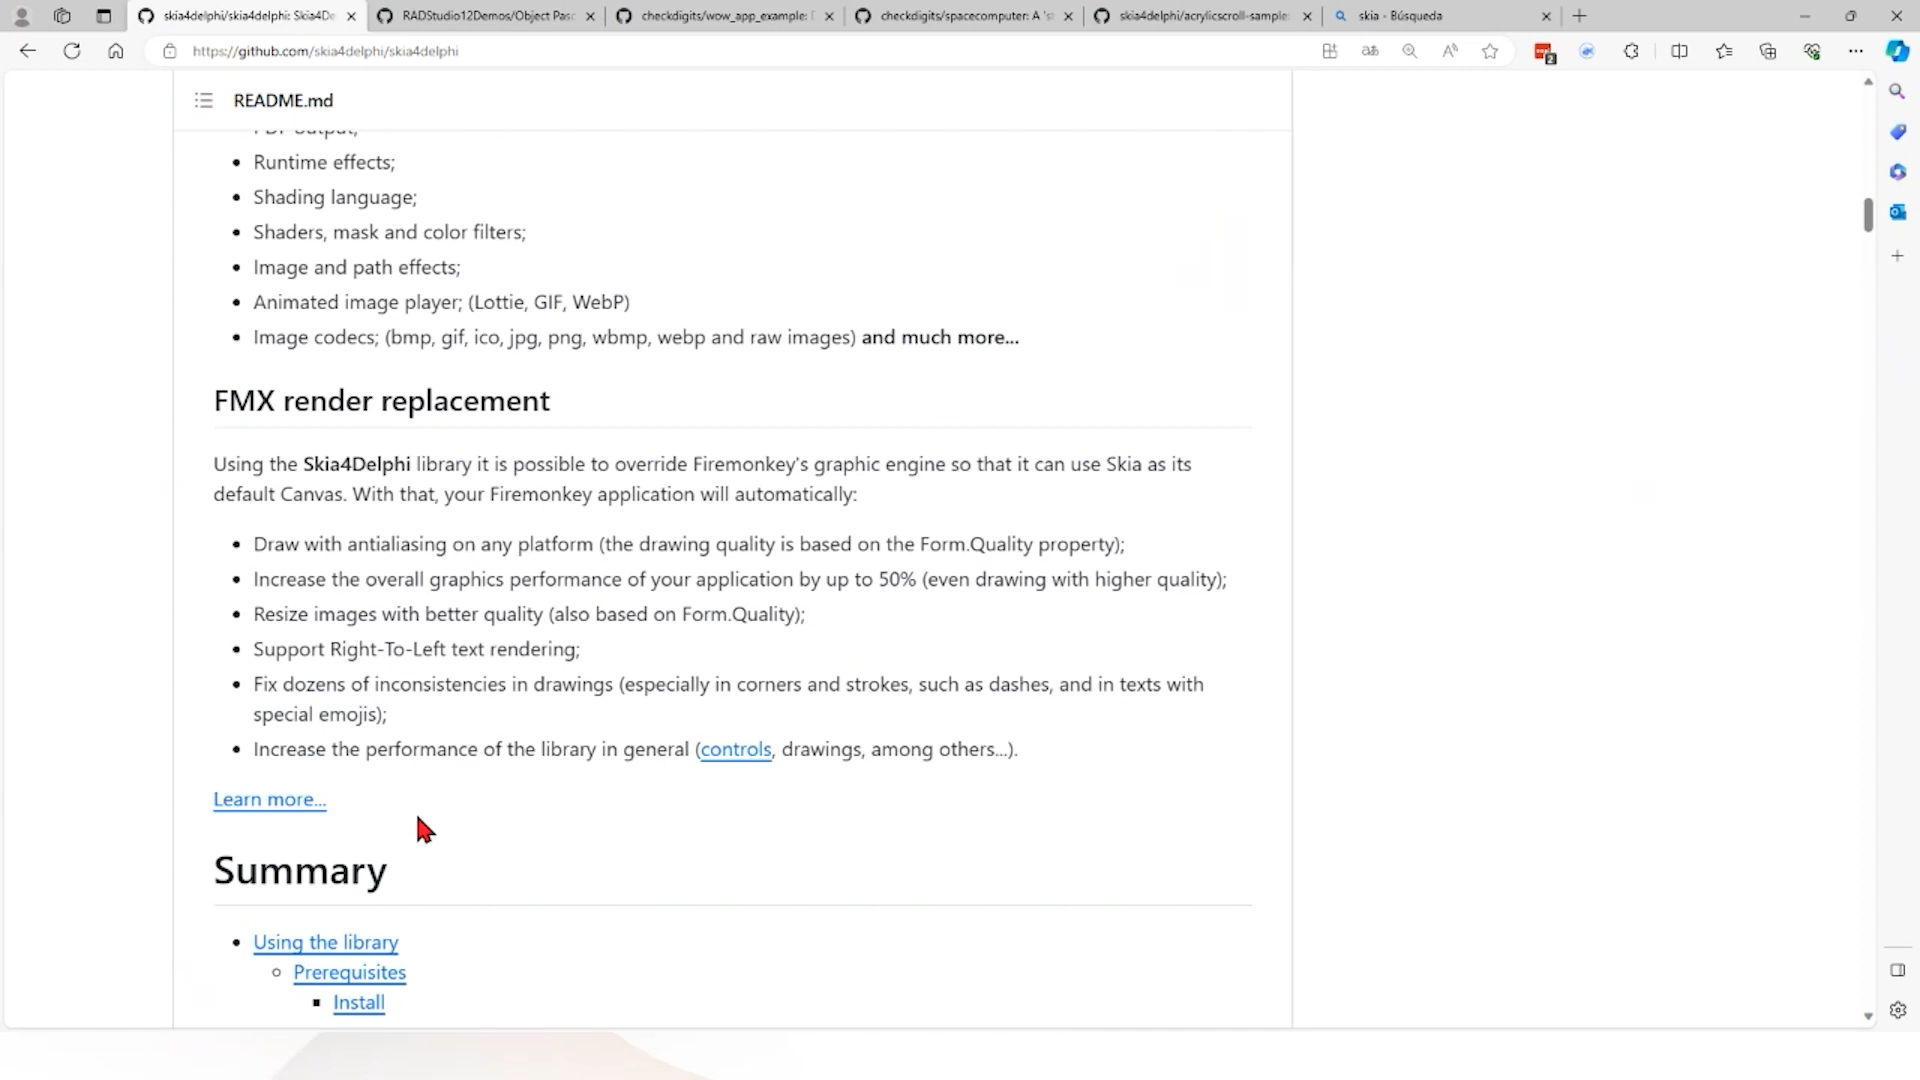 skia4delphi/skia4delphi: Skia4De
RADStudio12Demos/Object Pasc
checkdigits/wow_app_example:
checkdigits/spacecomputer: A 's
skia4delphi/acrylicscroll-sample:
skia - Búsqueda
https://github.com/skia4delphi/skia4delphi
2
README.md
PDF output;
Runtime effects;
Shading language;
Shaders, mask and color filters;
Image and path effects;
Animated image player; (Lottie, GIF, WebP)
Image codecs; (bmp, gif, ico, jpg, png, wbmp, webp and raw images) and much more...
FMX render replacement
Using the Skia4Delphi library it is possible to override Firemonkey's graphic engine so that it can use Skia as its
default Canvas. With that, your Firemonkey application will automatically:
Draw with antialiasing on any platform (the drawing quality is based on the Form.Quality property);
Increase the overall graphics performance of your application by up to 50% (even drawing with higher quality);
Resize images with better quality (also based on Form.Quality);
Support Right-To-Left text rendering;
Fix dozens of inconsistencies in drawings (especially in corners and strokes, such as dashes, and in texts with
special emojis);
Increase the performance of the library in general (controls, drawings, among others...).
Learn more...
Summary
Using the library
Prerequisites
Install